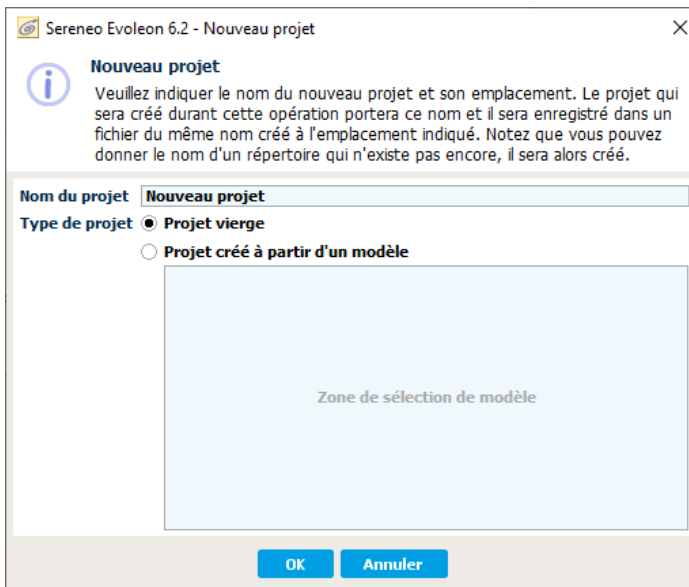 Sereneo Evoleon 6.2 - Nouveau projet
Nouveau projet
Veuillez indiquer le nom du nouveau projet et son emplacement. Le projet qui
sera créé durant cette opération portera ce nom et il sera enregistré dans un
fichier du même nom créé à l'emplacement indiqué. Notez que vous pouvez
donner le nom d'un répertoire qui n'existe pas encore, il sera alors créé.
Nom du projet Nouveau projet
Type de projet Projet vierge
Projet créé à partir d'un modèle
Zone de sélection de modèle
OK Annuler